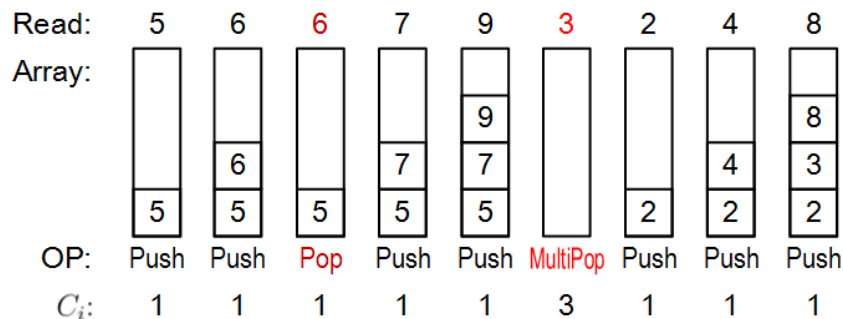 Read: 5 6 6 7 9 3 2 4 8
Array:
9 8
6 7 7 4 3
5 5 5 5 5 2 2 2
OP: Push Push Pop Push Push MultiPop Push Push Push
Ci: 1 1 1 1 1 3 1 1 1